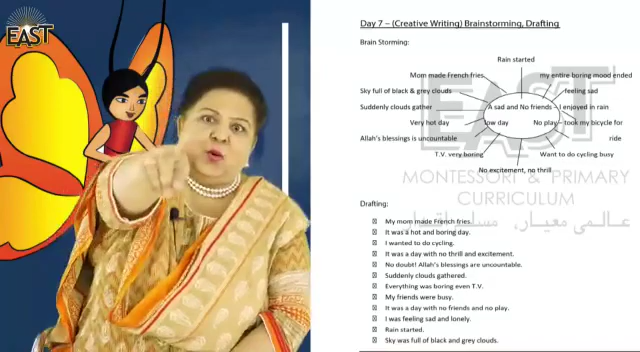 EAST
Day 7 – (Creative Writing) Brainstorming, Drafting
Brain Storming:
Rain started
Mom made French fries
my entire boring mood ended
Sky full of black & grey clouds
feeling sad
Suddenly clouds gather
A sad and No friends
I enjoyed in rain
Very hot day
low day
No play
took my bicycle for
Allah's blessings is uncountable
ride
T.V. very boring
Want to do cycling busy
No excitement, no thrill
EAST
MONTESSORI & PRIMARY
CURRICULUM
عالمی معیار، مسلم اقدار
Drafting:
My mom made French fries.
It was a hot and boring day.
I wanted to do cycling.
It was a day with no thrill and excitement.
No doubt! Allah's blessings are uncountable.
Suddenly clouds gathered.
Everything was boring even T.V.
My friends were busy.
It was a day with no friends and no play.
I was feeling sad and lonely.
Rain started.
Sky was full of black and grey clouds.